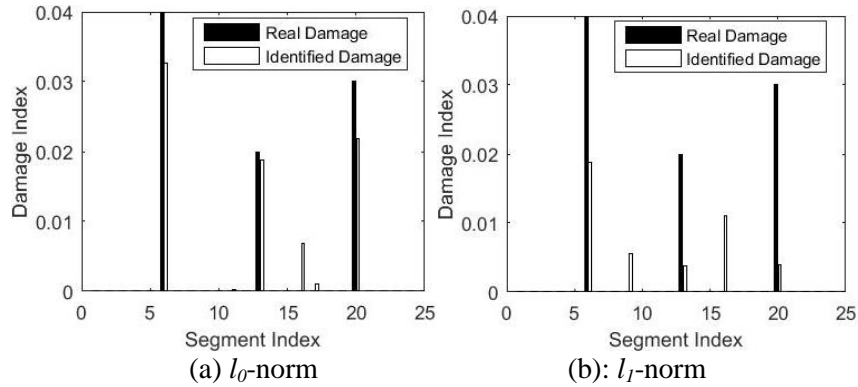 0.04
0.03
0.02
0.01
0
Damage Index
Real Damage
Identified Damage
0 5 10 15 20 25
Segment Index
(a) l0-norm
0.04
0.03
0.02
0.01
0
Damage Index
Real Damage
Identified Damage
0 5 10 15 20 25
Segment Index
(b): l1-norm